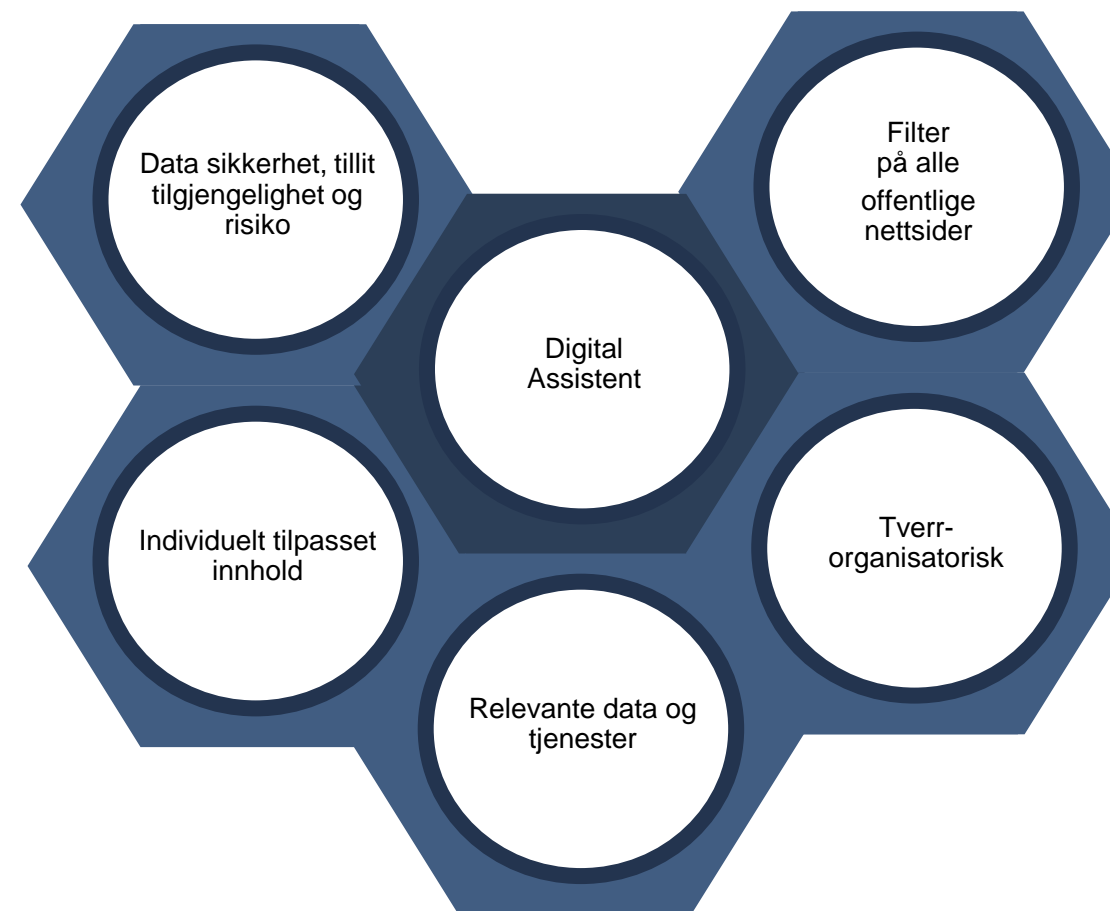 Data sikkerhet, tillit
tilgjengelighet og
risiko
Filter
på alle
offentlige
nettsider
Digital
Assistent
Individuelt tilpasset
innhold
Tverr-
organisatorisk
Relevante data og
tjenester